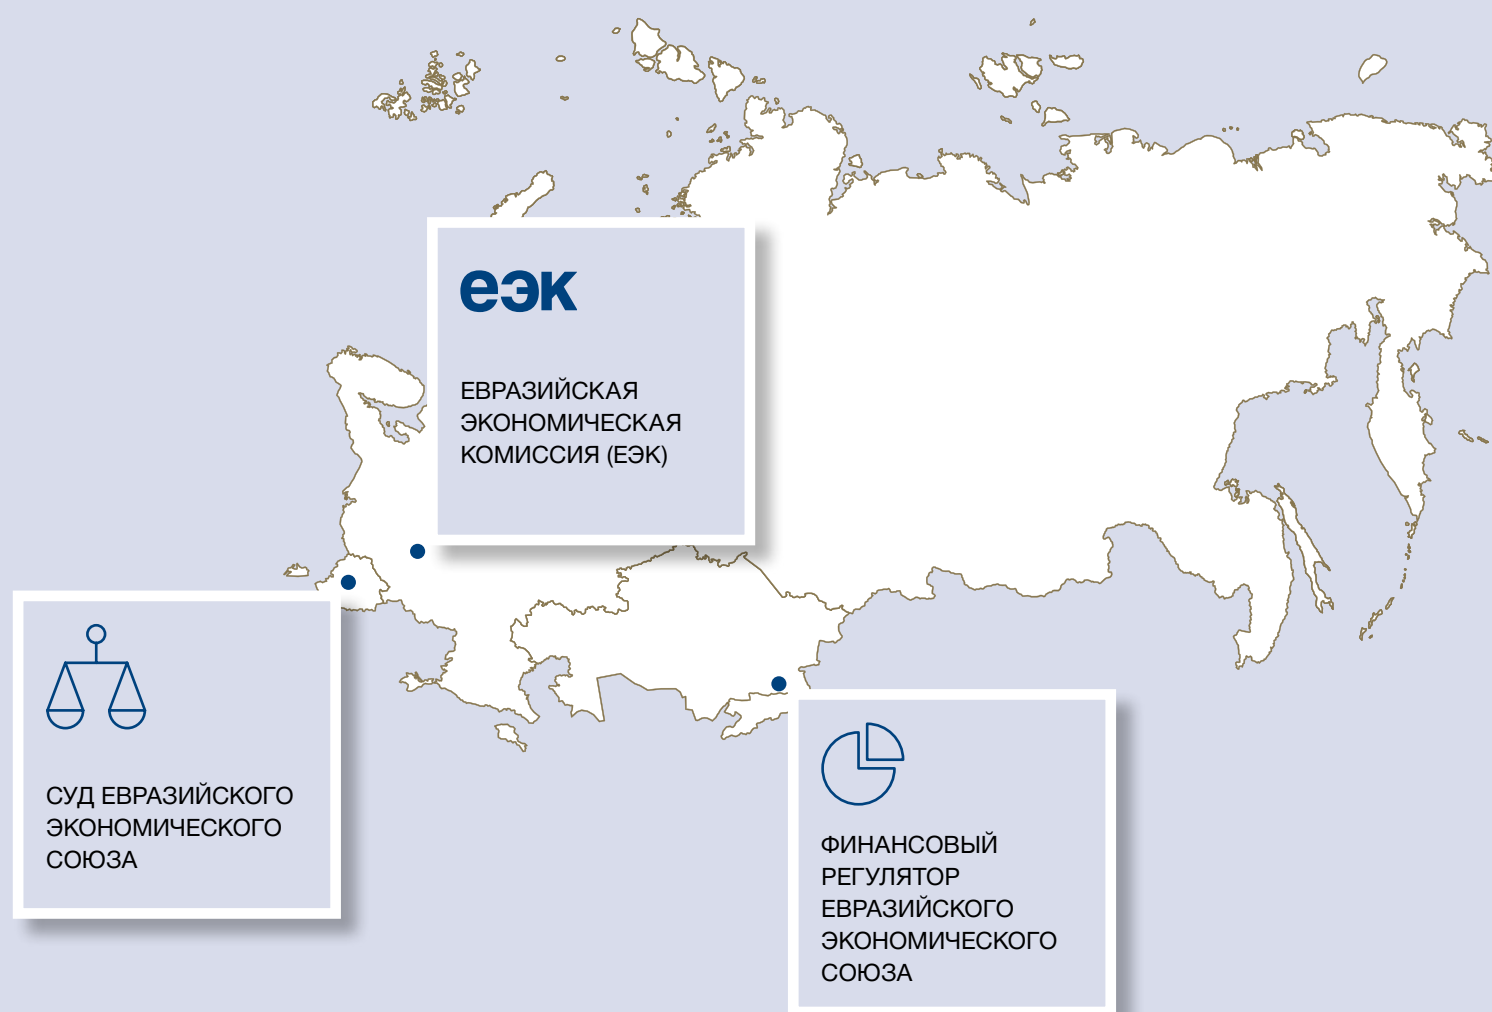 еэк
ЕВРАЗИЙСКАЯ
ЭКОНОМИЧЕСКАЯ
КОМИССИЯ (ЕЭК)
СУД ЕВРАЗИЙСКОГО
ЭКОНОМИЧЕСКОГО
СОЮЗА
ФИНАНСОВЫЙ
РЕГУЛЯТОР
ЕВРАЗИЙСКОГО
ЭКОНОМИЧЕСКОГО
СОЮЗА